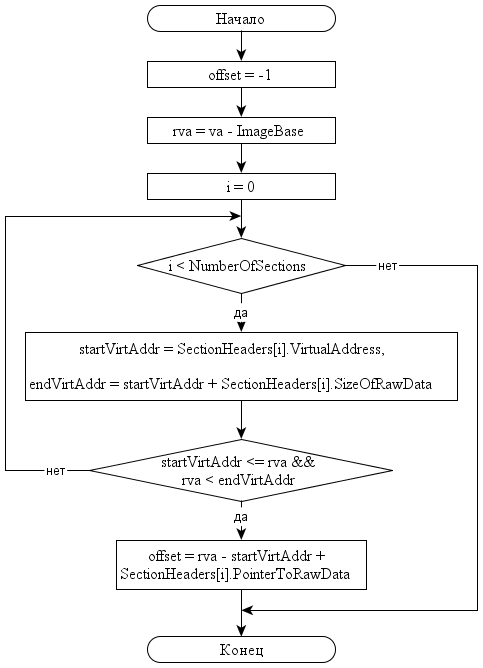 Начало
offset = -1
rva = va - ImageBase
i = 0
i < NumberOfSections
нет
да
startVirtAddr = SectionHeaders[i].VirtualAddress,
endVirtAddr = startVirtAddr + SectionHeaders[i].SizeOfRawData
startVirtAddr <= rva &&
rva < endVirtAddr
нет
да
offset = rva - startVirtAddr +
SectionHeaders[i].PointerToRawData
Конец